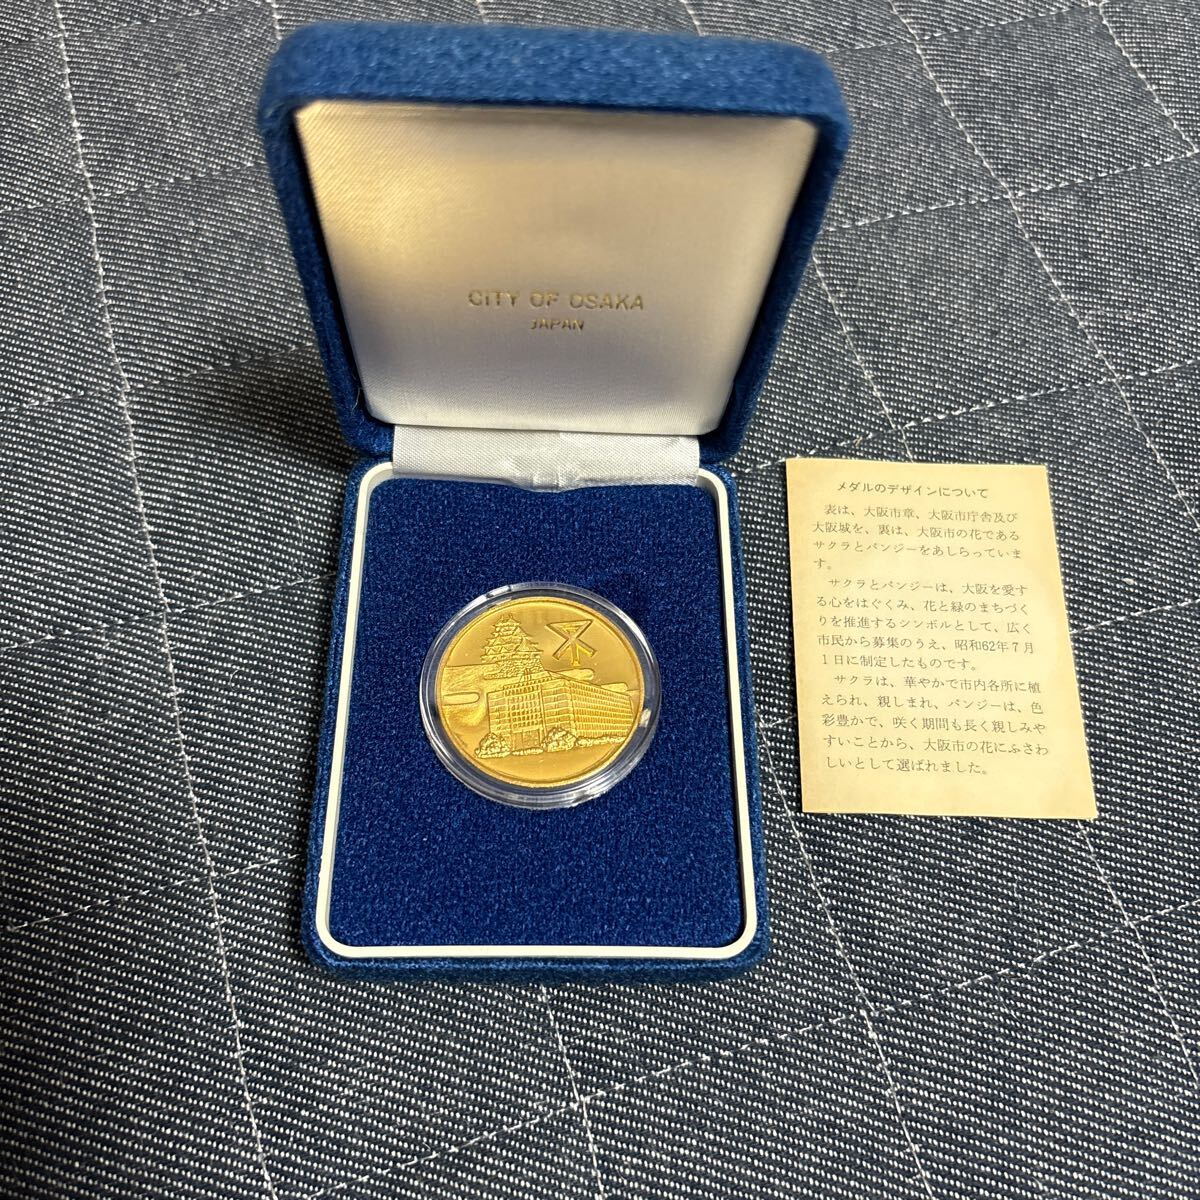 CITY OF OSAKA
JAPAN
メダルのデザインについて
表は、大阪市章、大阪市庁舎及び
大阪城を、裏は、大阪市の花である
サクラとパンジーをあしらっていま
す。
サクラとパンジーは、大阪を愛す
る心をはぐくみ、花と緑のまちづく
りを推進するシンボルとして、広く
市民から募集のうえ、昭和62年7月
1日に制定したものです。
サクラは、華やかで市内各所に植
えられ、親しまれ、パンジーは、色
彩豊かで、咲く期間も長く親しみや
すいことから、大阪市の花にふさわ
しいとして選ばれました。